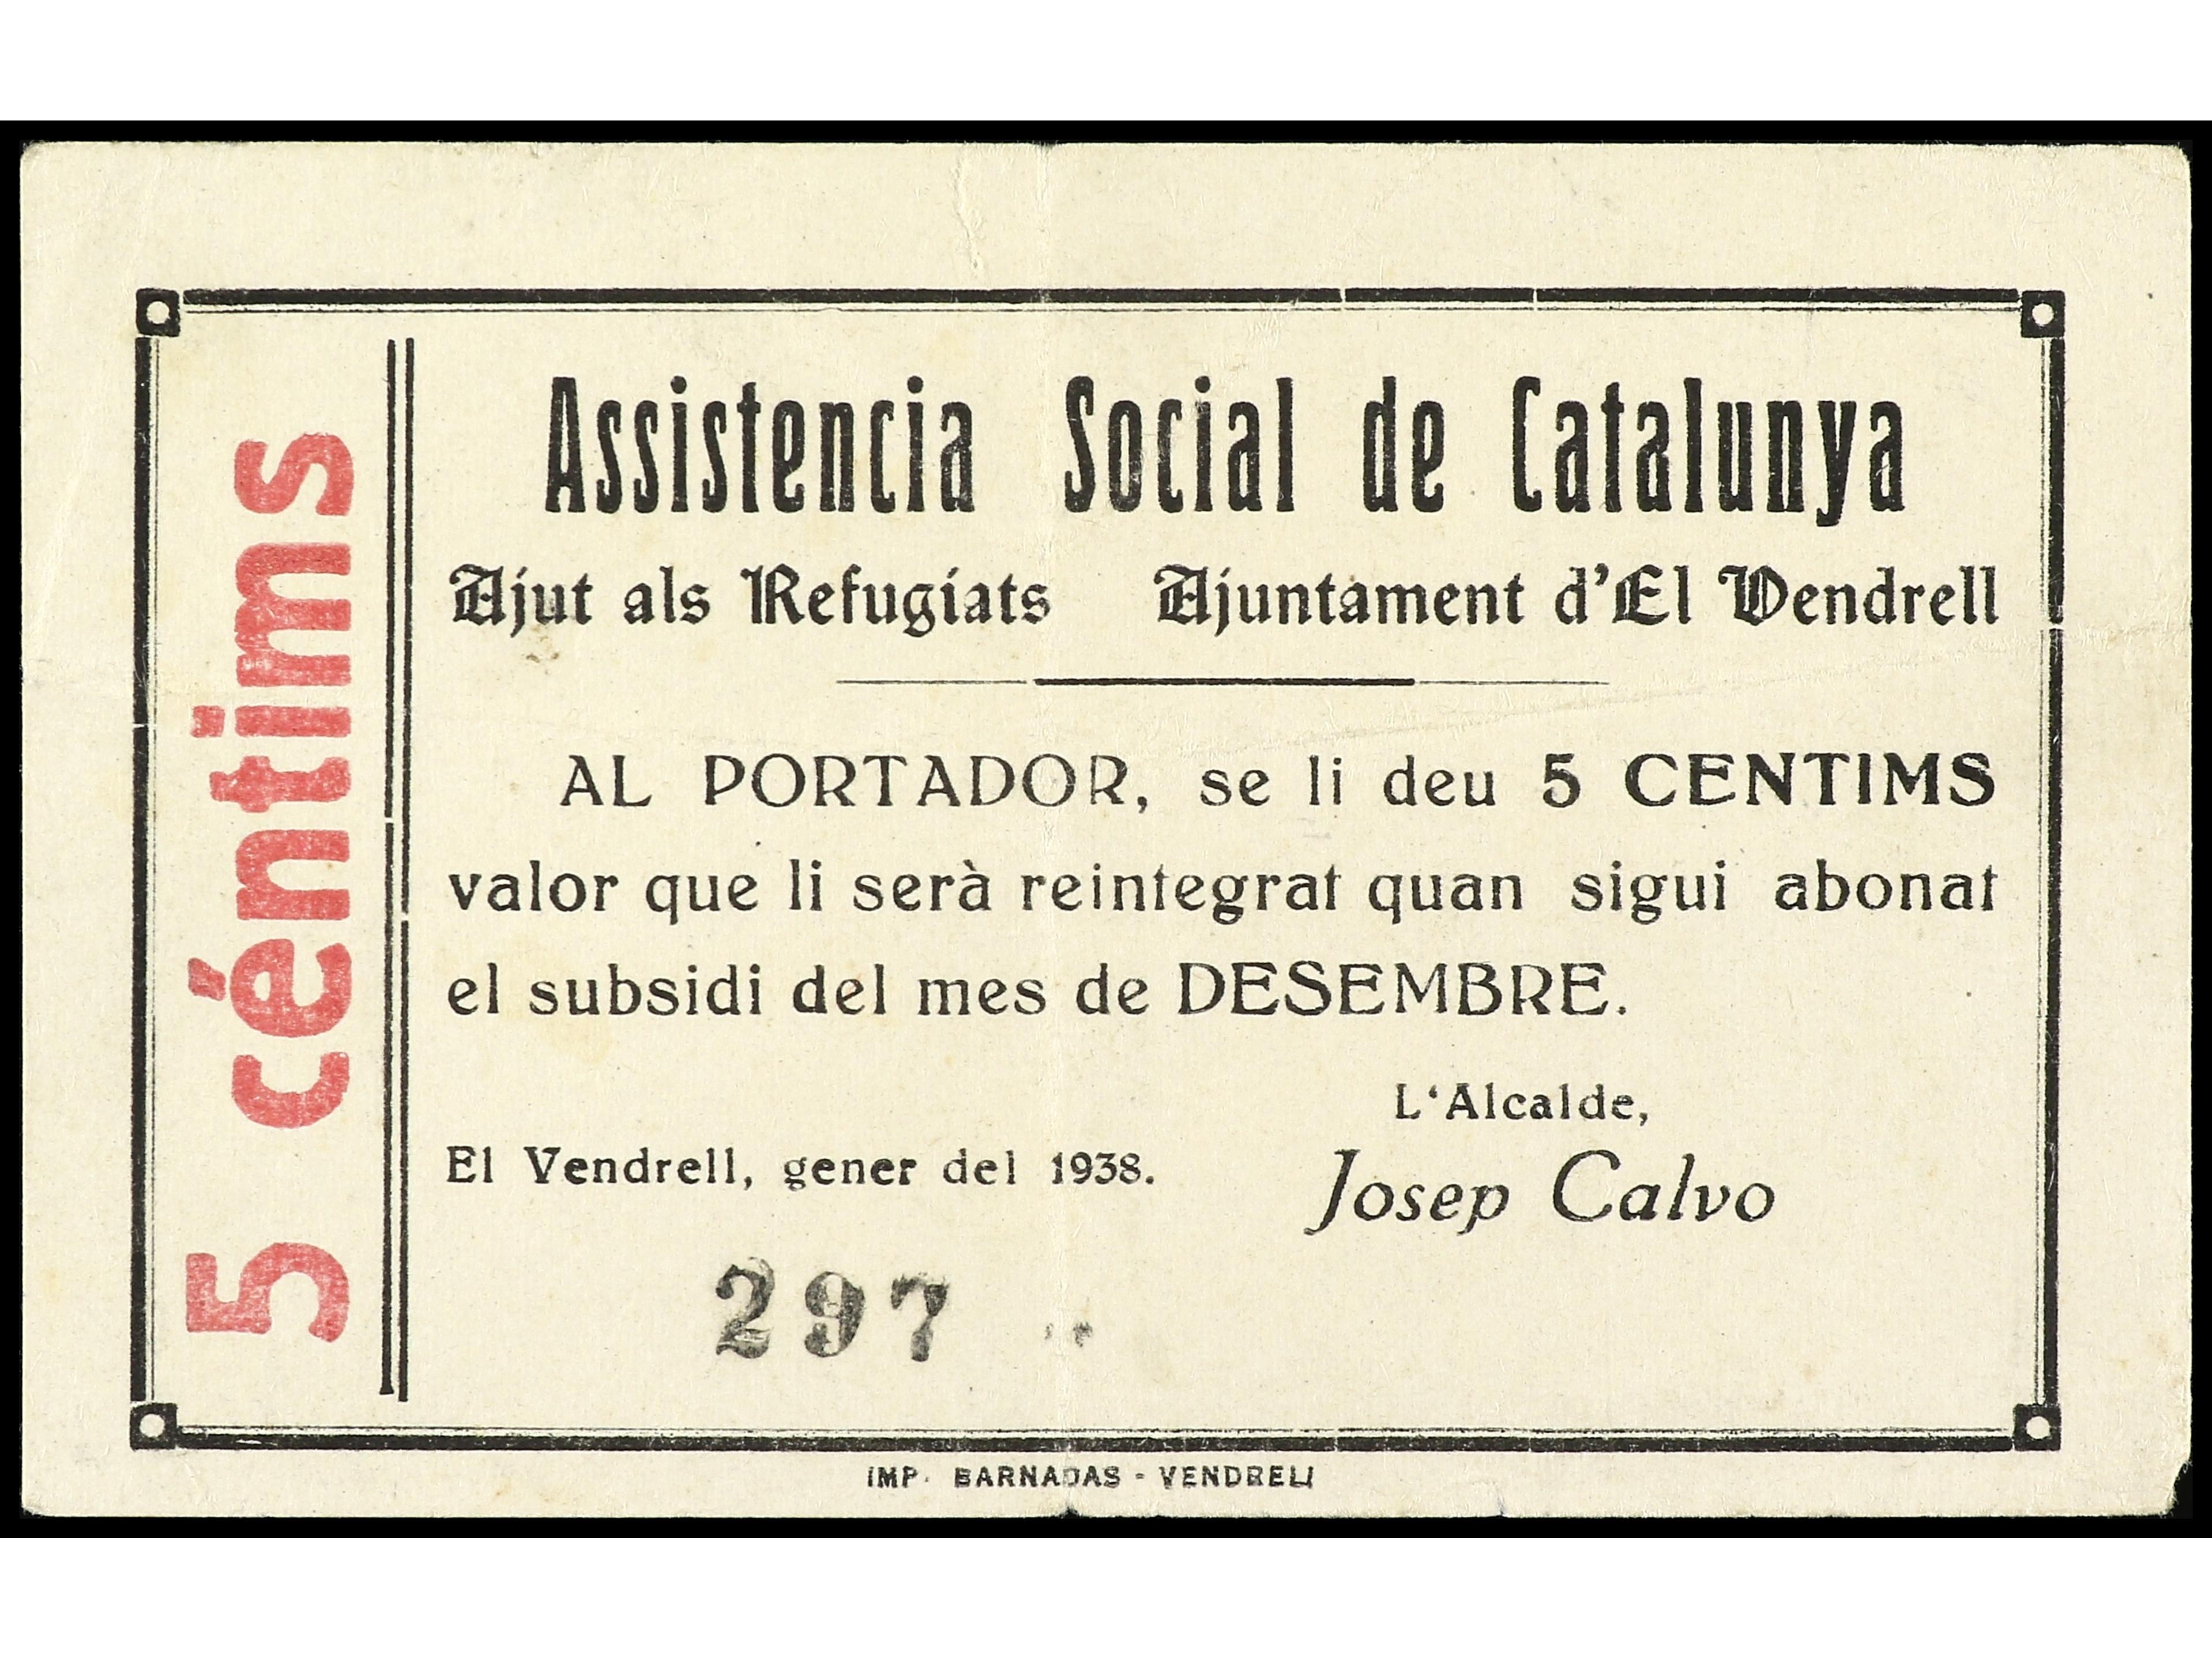 5 céntims
Assistencia Social de Catalunya
Ajut als Refugiats Ajuntament d'El Vendrell
AL PORTADOR, se li deu 5 CENTIMS
valor que li serà reintegrat quan sigui abonat
el subsidi del mes de DESEMBRE.
L‘Alcalde,
El Vendrell, gener del 1938.
Josep Calvo
297
IMP. BARNADAS - VENDRELL